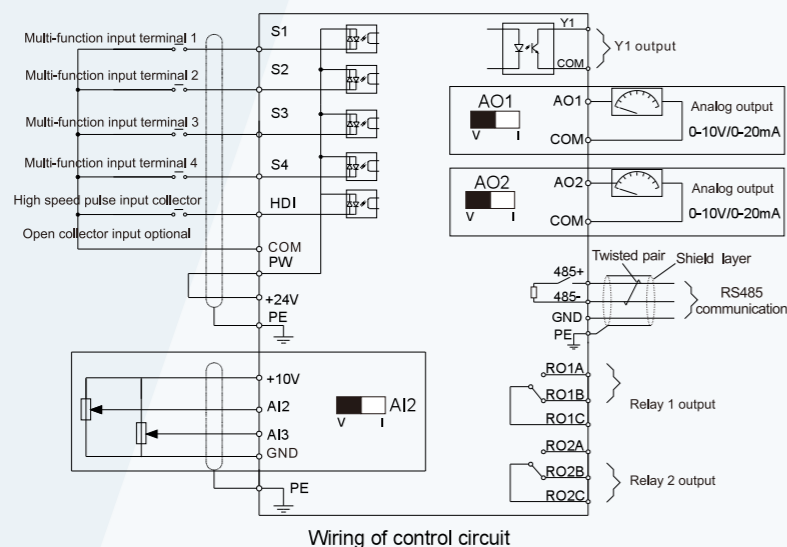 Multi-function input terminal 1
S1
Multi-function input terminal 2
S2
Multi-function input terminal 3
S3
Multi-function input terminal 4
S4
High speed pulse input collector
HDI
Open collector input optional
COM
PW
+24V
PE
+10V
AI2
AI3
GND
AI2
V I
PE
Y1
COM
Y1 output
AO1
V I
AO1
COM
Analog output
0-10V/0-20mA
AO2
V I
AO2
COM
Analog output
0-10V/0-20mA
Twisted pair
Shield layer
485+
485-
GND
PE
RS485
communication
RO1A
RO1B
RO1C
Relay 1 output
RO2A
RO2B
RO2C
Relay 2 output
Wiring of control circuit